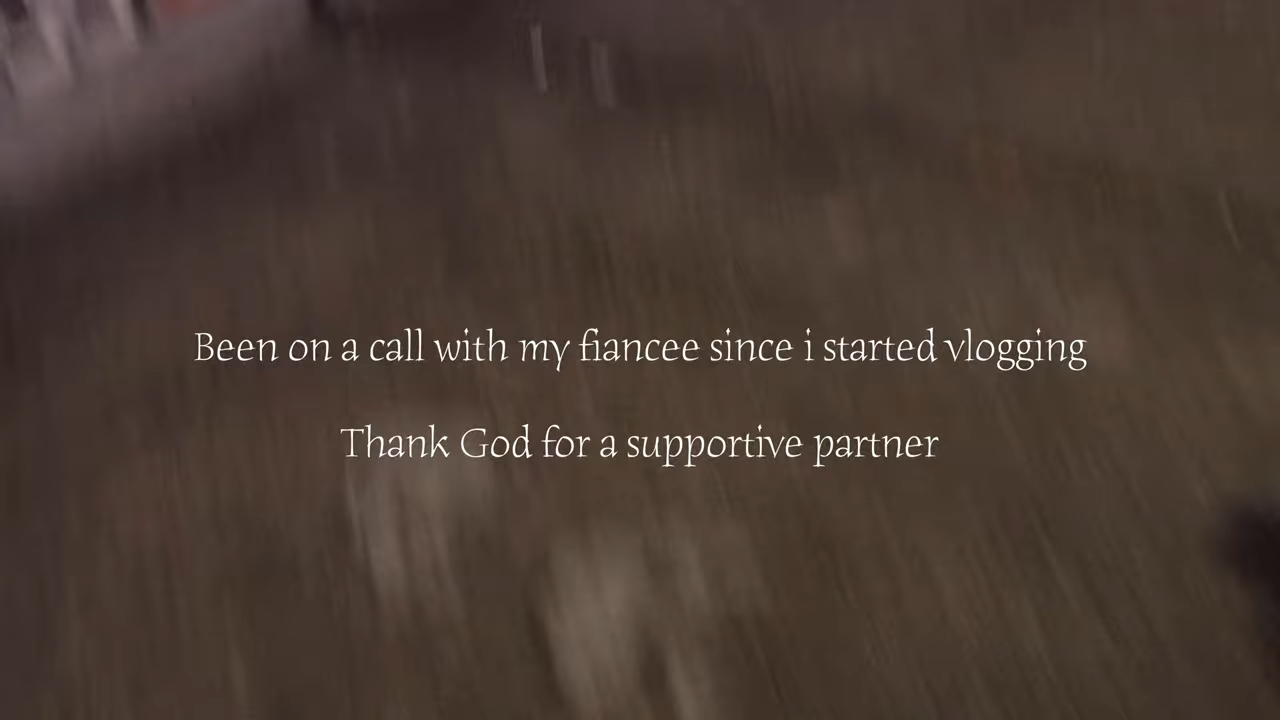 Been on a call with my fiancee since i started vlogging
Thank God for a supportive partner